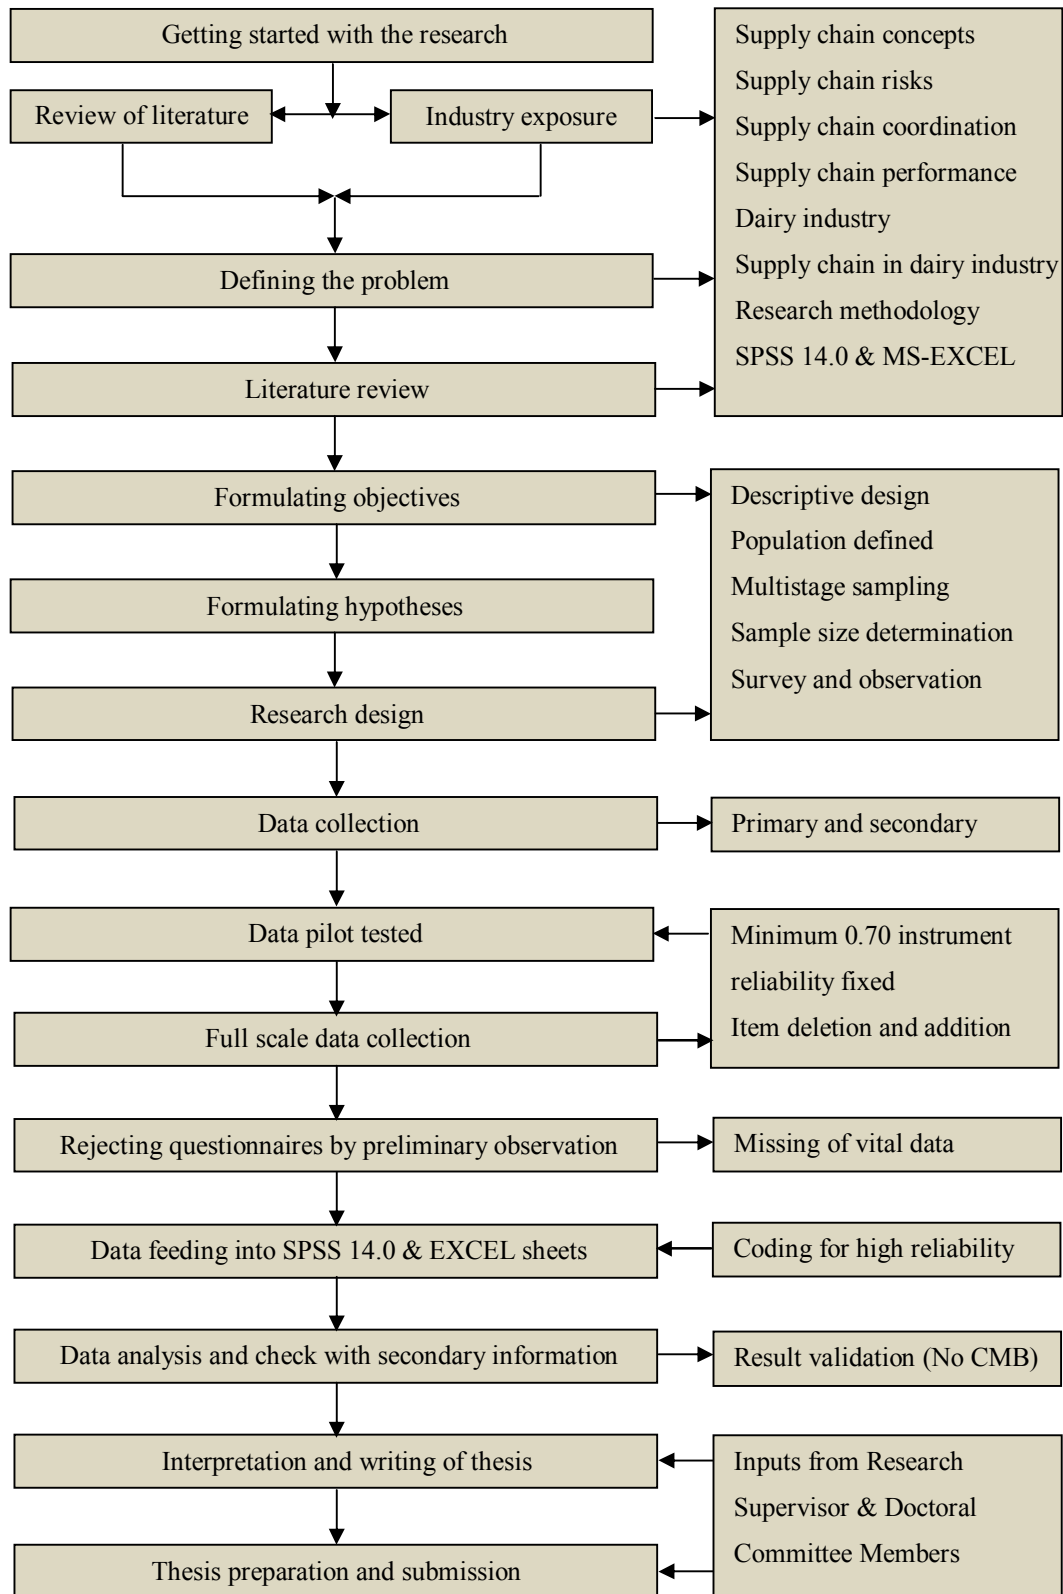 Getting started with the research
Review of literature
Industry exposure
Supply chain concepts
Supply chain risks
Supply chain coordination
Supply chain performance
Dairy industry
Supply chain in dairy industry
Research methodology
SPSS 14.0 & MS-EXCEL
Defining the problem
Literature review
Formulating objectives
Formulating hypotheses
Research design
Descriptive design
Population defined
Multistage sampling
Sample size determination
Survey and observation
Data collection
Primary and secondary
Data pilot tested
Full scale data collection
Minimum 0.70 instrument
reliability fixed
Item deletion and addition
Rejecting questionnaires by preliminary observation
Missing of vital data
Data feeding into SPSS 14.0 & EXCEL sheets
Coding for high reliability
Data analysis and check with secondary information
Result validation (No CMB)
Interpretation and writing of thesis
Thesis preparation and submission
Inputs from Research
Supervisor & Doctoral
Committee Members